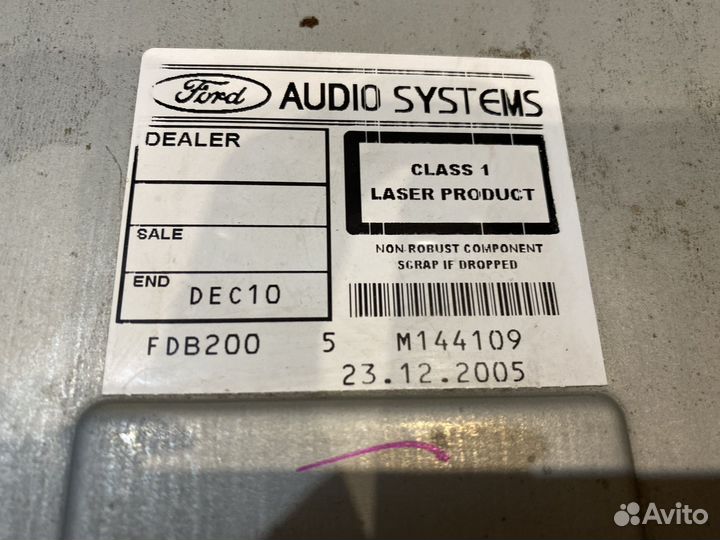 Ford AUDIO SYSTEMS
DEALER
CLASS 1
LASER PRODUCT
SALE
NON-ROBUST COMPONENT
SCRAP IF DROPPED
END DEC10
FDB200 5 M144109
23.12.2005
Avito